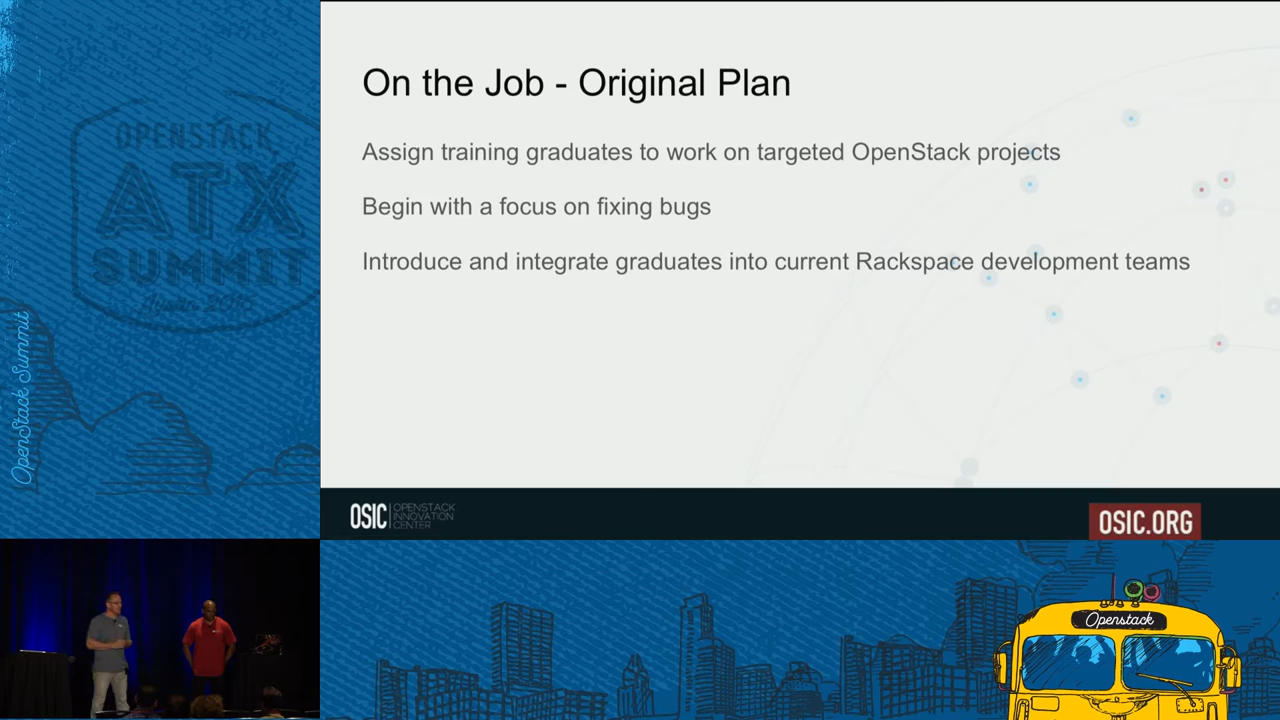 OPENSTACK
ATX
SUMMIT
Austin 2016
OpenStack Summit
On the Job - Original Plan
Assign training graduates to work on targeted OpenStack projects
Begin with a focus on fixing bugs
Introduce and integrate graduates into current Rackspace development teams
OSIC
OPENSTACK
INNOVATION
CENTER
OSIC.ORG
Openstack